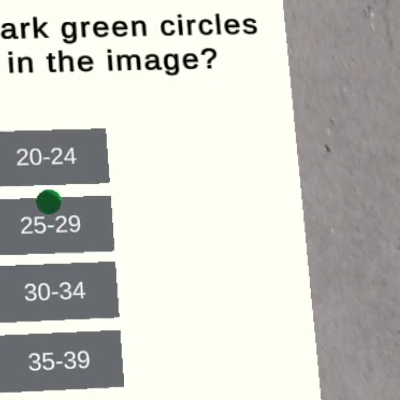 ark green circles
in the image?
20-24
25-29
30-34
35-39